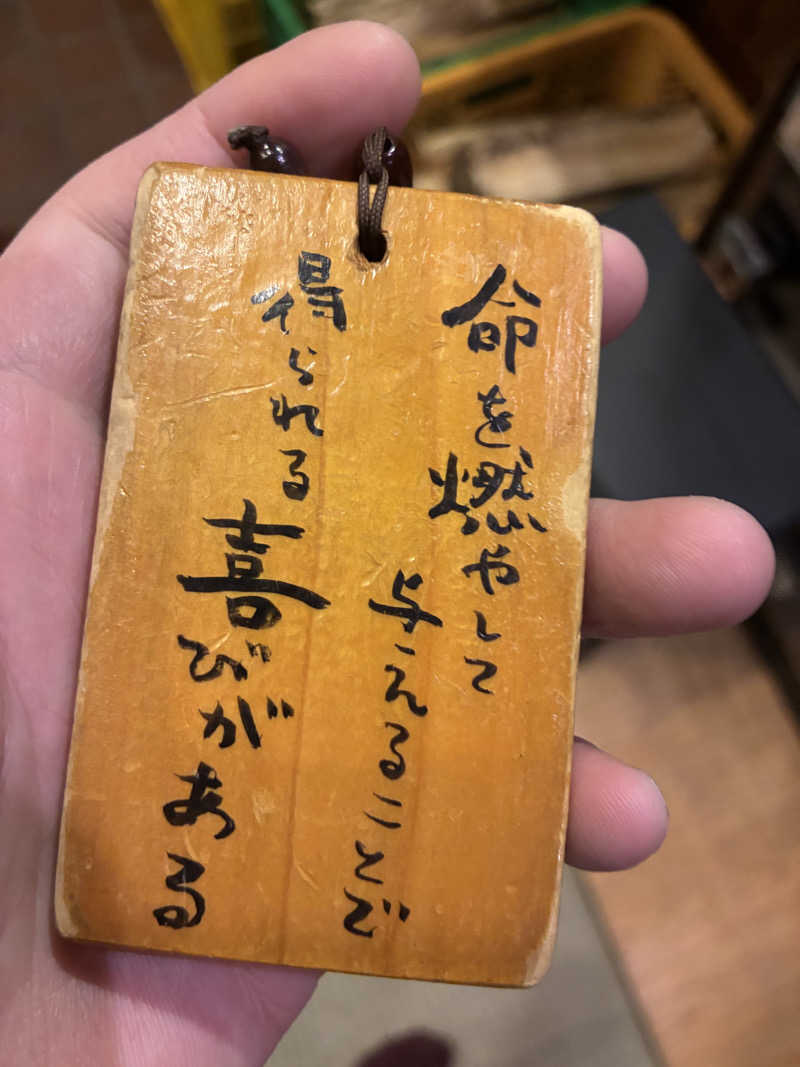 命を燃やして
与えることで
得られる
喜びがある